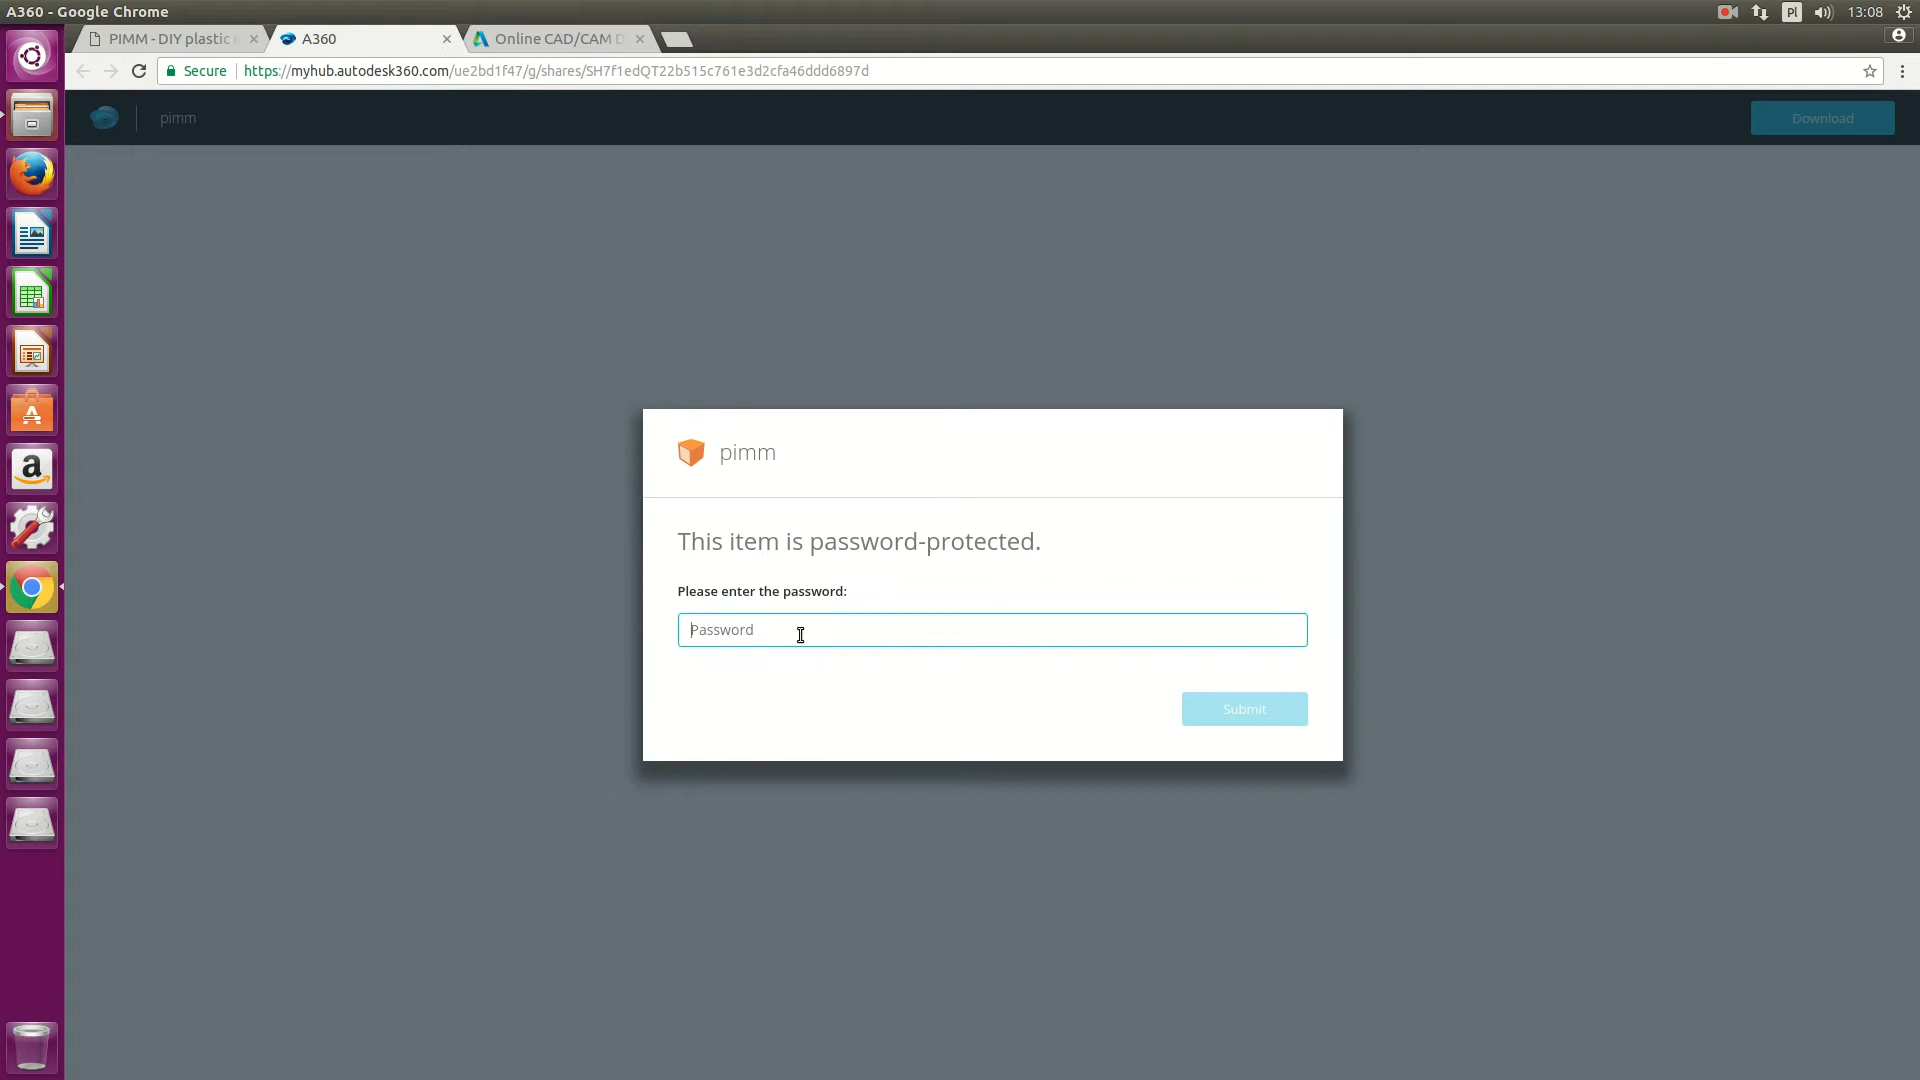 A360 - Google Chrome
Pl
13:08
PIMM - DIY plastic
A360
Online CAD/CAM D
Secure
https://myhub.autodesk360.com/ue2bd1f47/g/shares/SH7f1edQT22b515c761e3d2cfa46ddd6897d
pimm
Download
pimm
This item is password-protected.
Please enter the password:
Password
Submit